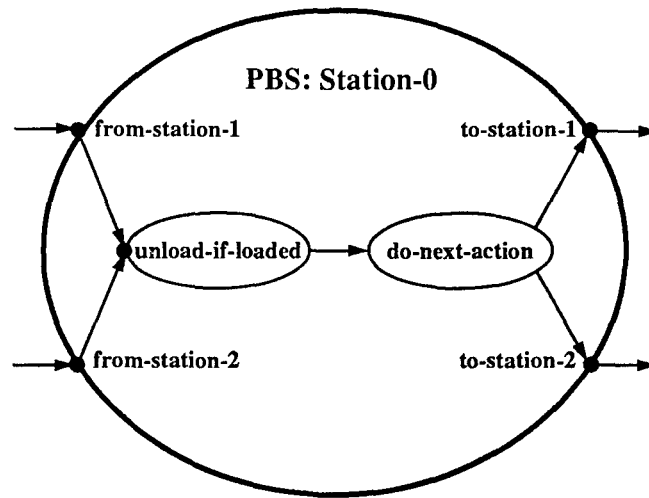 PBS: Station-0
from-station-1
to-station-1
unload-if-loaded
do-next-action
from-station-2
to-station-2